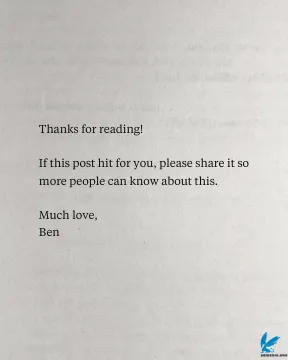 Thanks for reading!
If this post hit for you, please share it so
more people can know about this.
Much love,
Ben